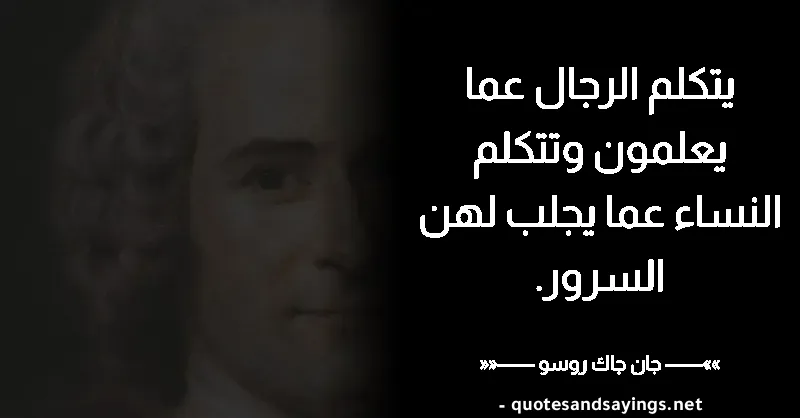 يتكلم الرجال عما
يعلمون وتتكلم
النساء عما يجلب لهن
السرور.
»»—— جان جاك روسو ——««
- quotesandsayings.net